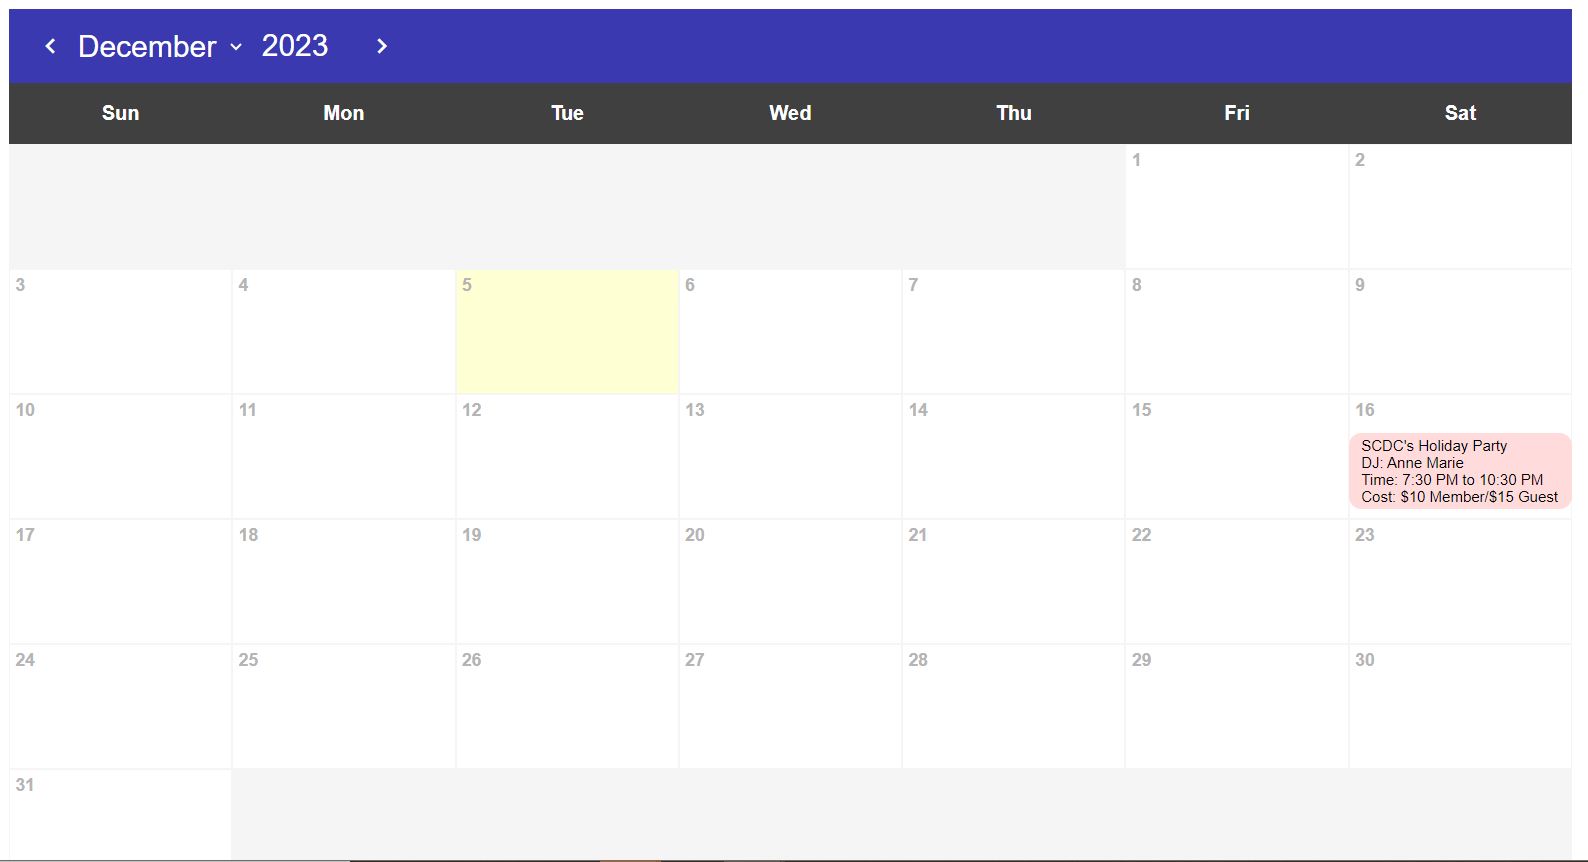 December 2023
Sun Mon Tue Wed Thu Fri Sat
1 2
3 4 5 6 7 8 9
10 11 12 13 14 15 16
SCDC's Holiday Party
DJ: Anne Marie
Time: 7:30 PM to 10:30 PM
Cost: $10 Member/$15 Guest
17 18 19 20 21 22 23
24 25 26 27 28 29 30
31